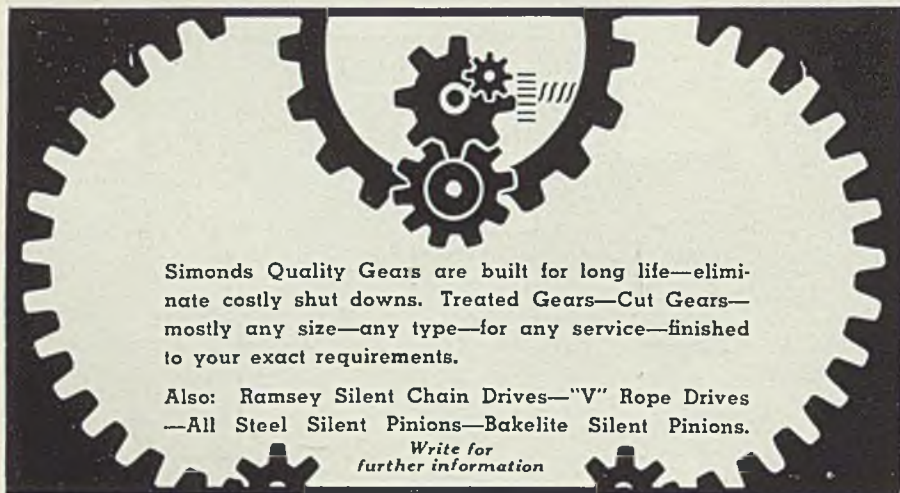 Simonds Quality Gears are built for long life—elimi-
nate costly shut downs. Treated Gears—Cut Gears—
mostly any size—any type—for any service—finished
to your exact requirements.
Also: Ramsey Silent Chain Drives—"V" Rope Drives
—All Steel Silent Pinions—Bakelite Silent Pinions.
Write for
further information